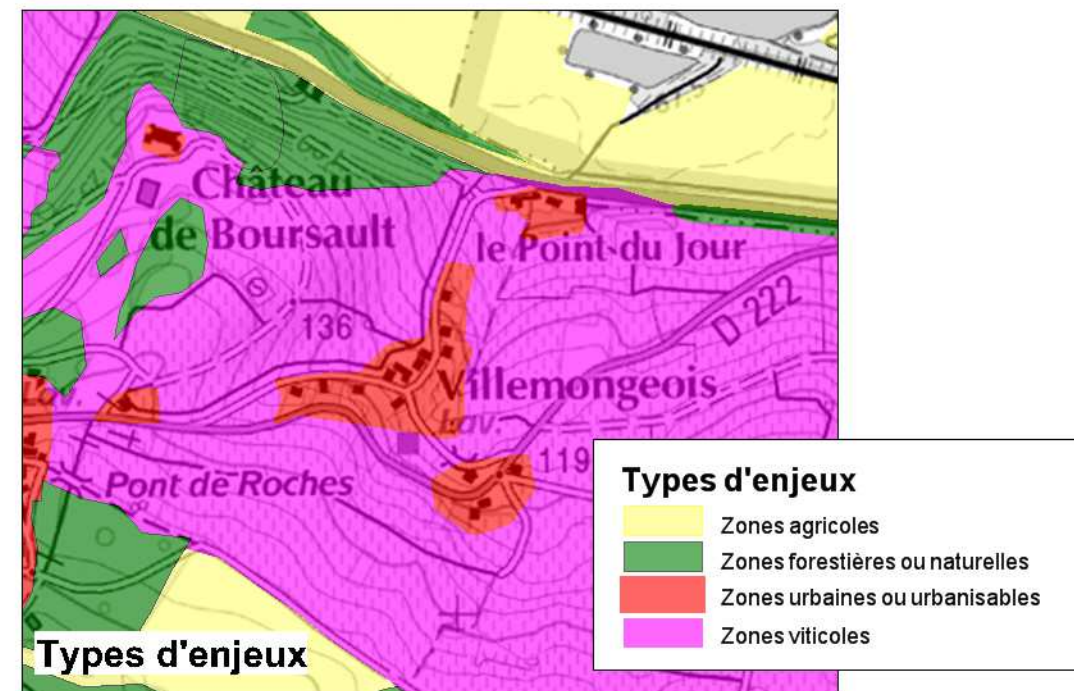 Château
de Boursault
le Point du Jour
D 222
136
Villemongeois
Lav.
119
Pont de Roches
Types d'enjeux
Types d'enjeux
Zones agricoles
Zones forestières ou naturelles
Zones urbaines ou urbanisables
Zones viticoles